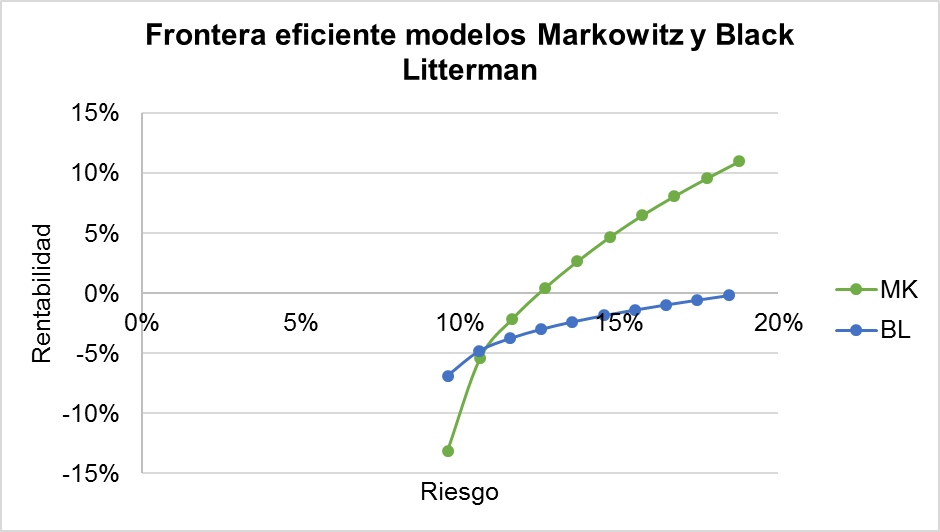 Frontera eficiente modelos Markowitz y Black
Litterman
15%
10%
5%
0%
-5%
-10%
-15%
0%
5%
10%
15%
20%
Rentabilidad
Riesgo
MK
BL